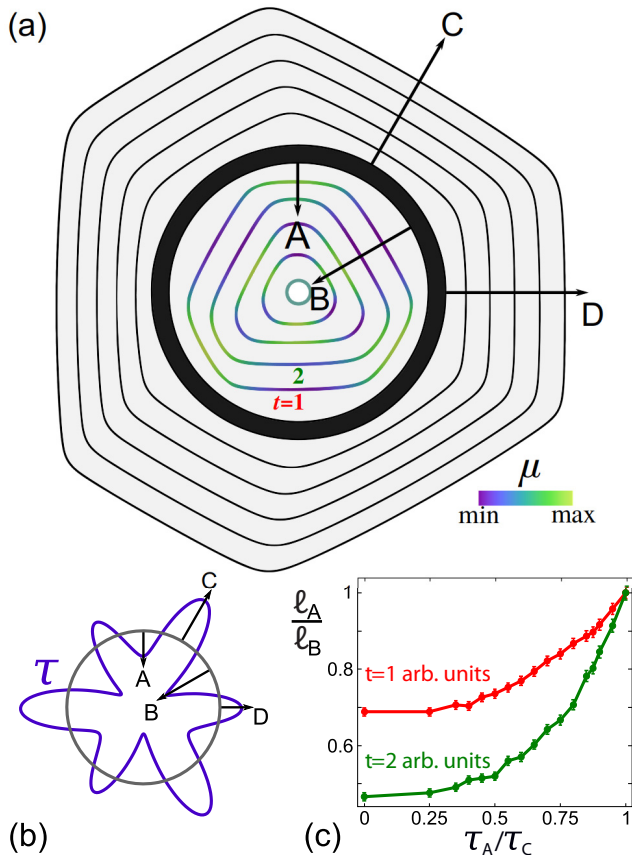 (a)
C
A
B
D
2
t=1
μ
min max
C
ℓA
ℓB
τ
A
B
D
1
0.8
0.6
t=1 arb. units
t=2 arb. units
0 0.25 0.5 0.75 1
τA/τC
(b)
(c)